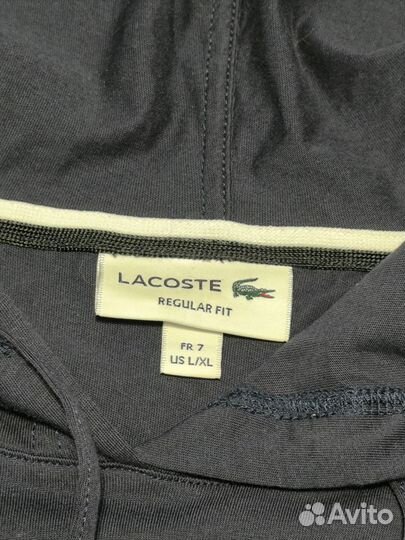 LACOSTE
REGULAR FIT
FR 7
US L/XL
Avito